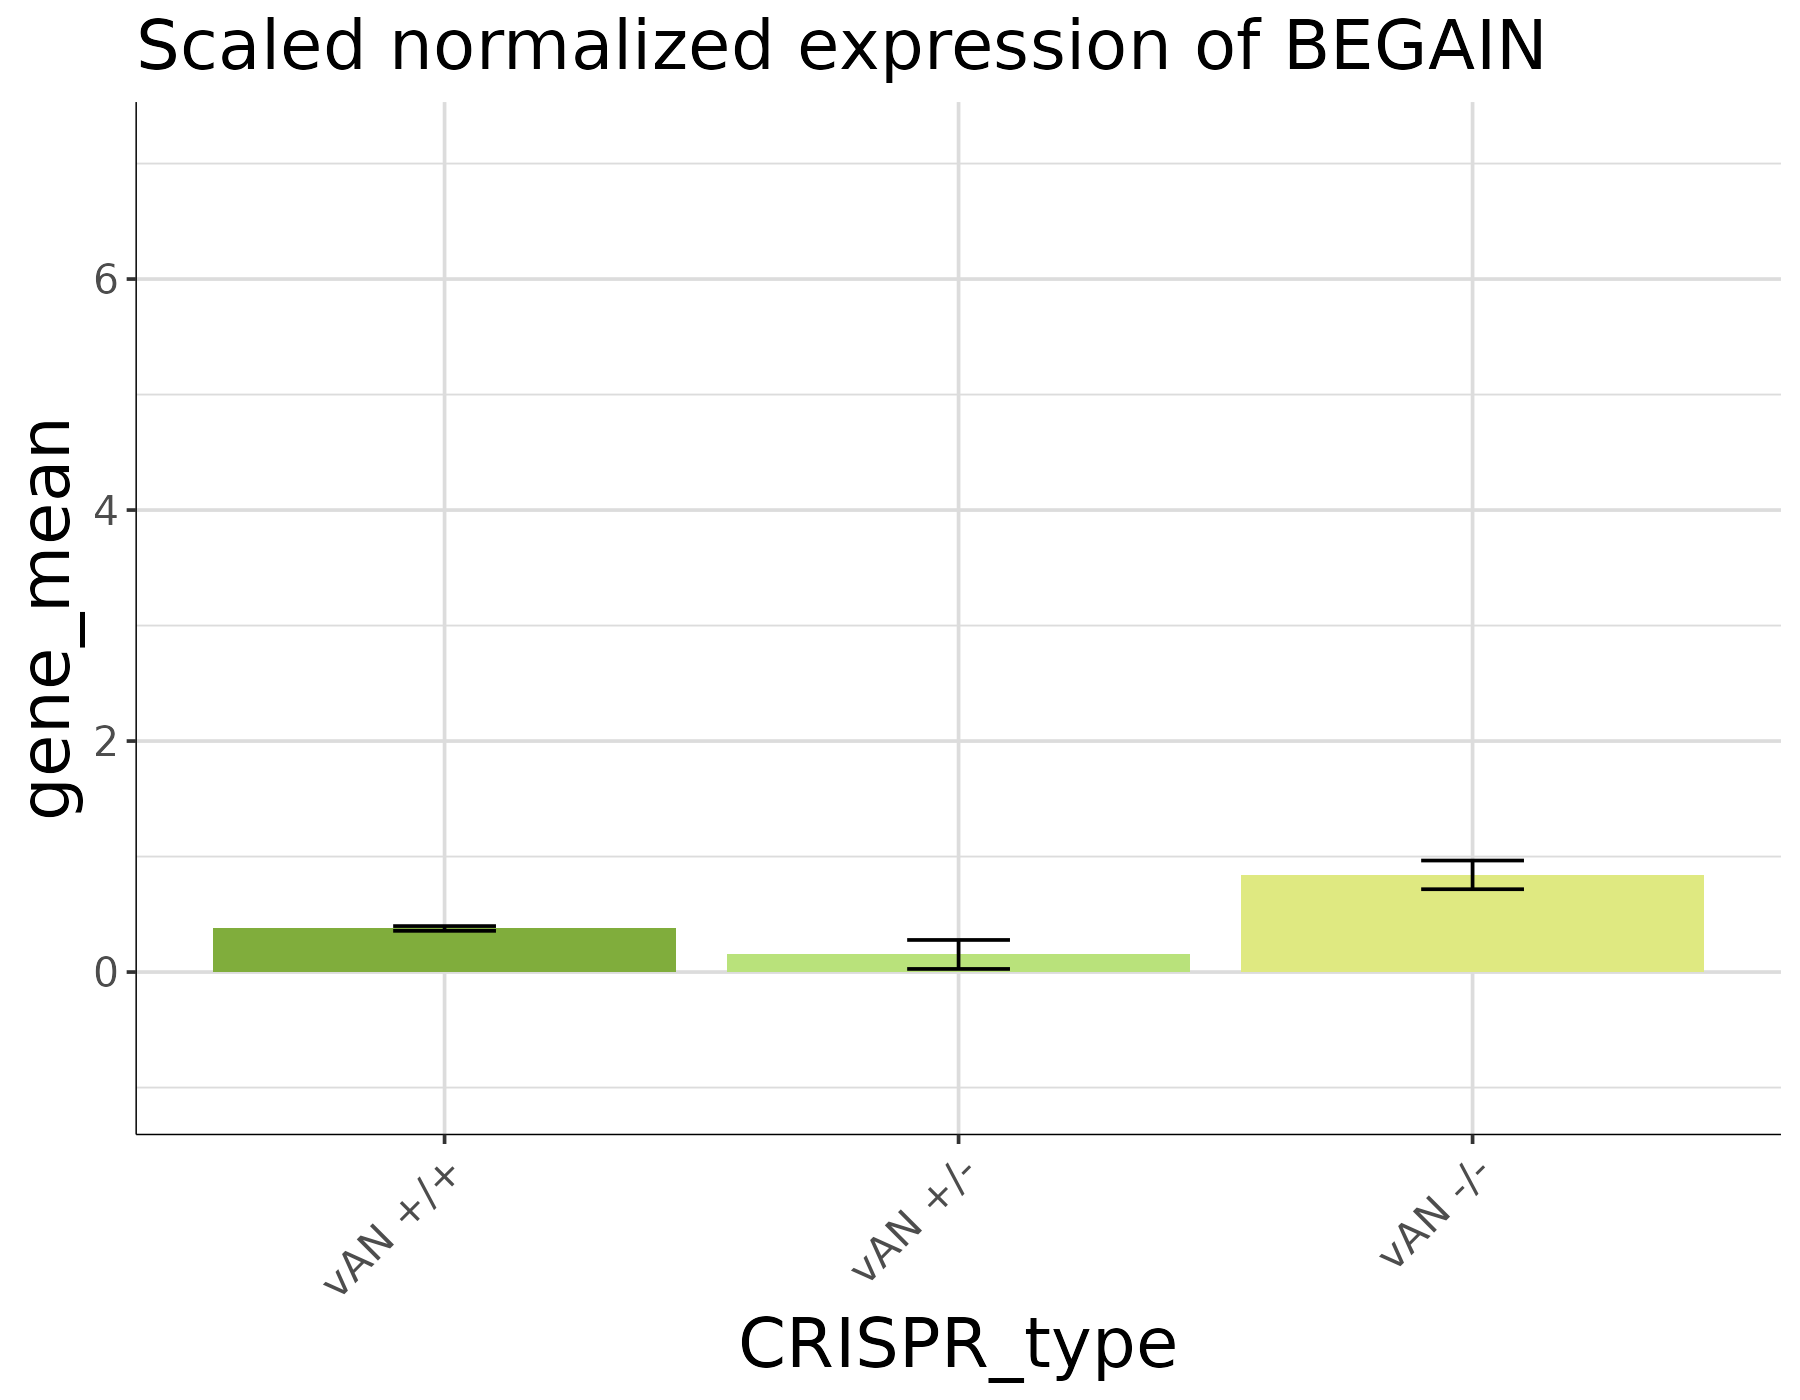 Scaled normalized expression of BEGAIN
gene_mean
6
4
2
0
vAN +/+
vAN +/-
vAN -/-
CRISPR_type